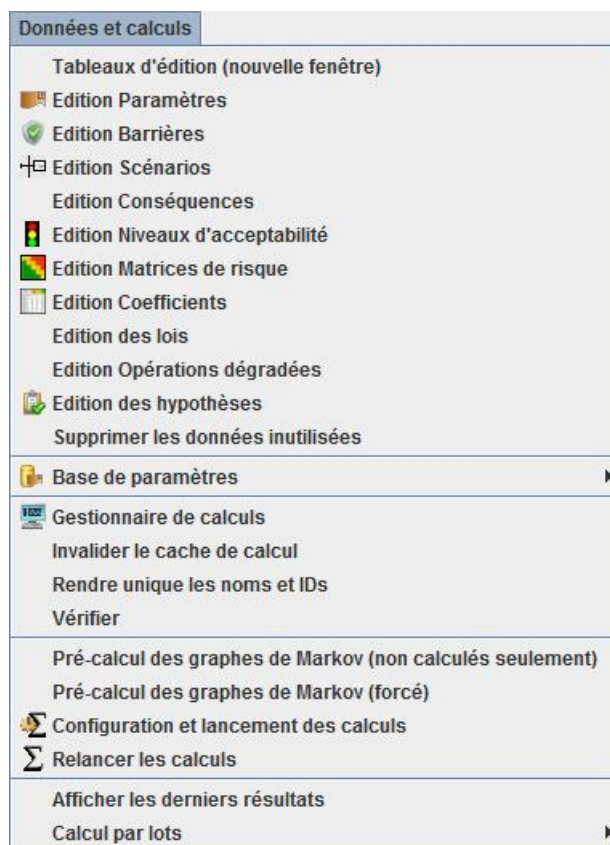 Données et calculs
Tableaux d'édition (nouvelle fenêtre)
Edition Paramètres
Edition Barrières
Edition Scénarios
Edition Conséquences
Edition Niveaux d'acceptabilité
Edition Matrices de risque
Edition Coefficients
Edition des lois
Edition Opérations dégradées
Edition des hypothèses
Supprimer les données inutilisées
Base de paramètres
Gestionnaire de calculs
Invalider le cache de calcul
Rendre unique les noms et IDs
Vérifier
Pré-calcul des graphes de Markov (non calculés seulement)
Pré-calcul des graphes de Markov (forcé)
Configuration et lancement des calculs
Relancer les calculs
Afficher les derniers résultats
Calcul par lots